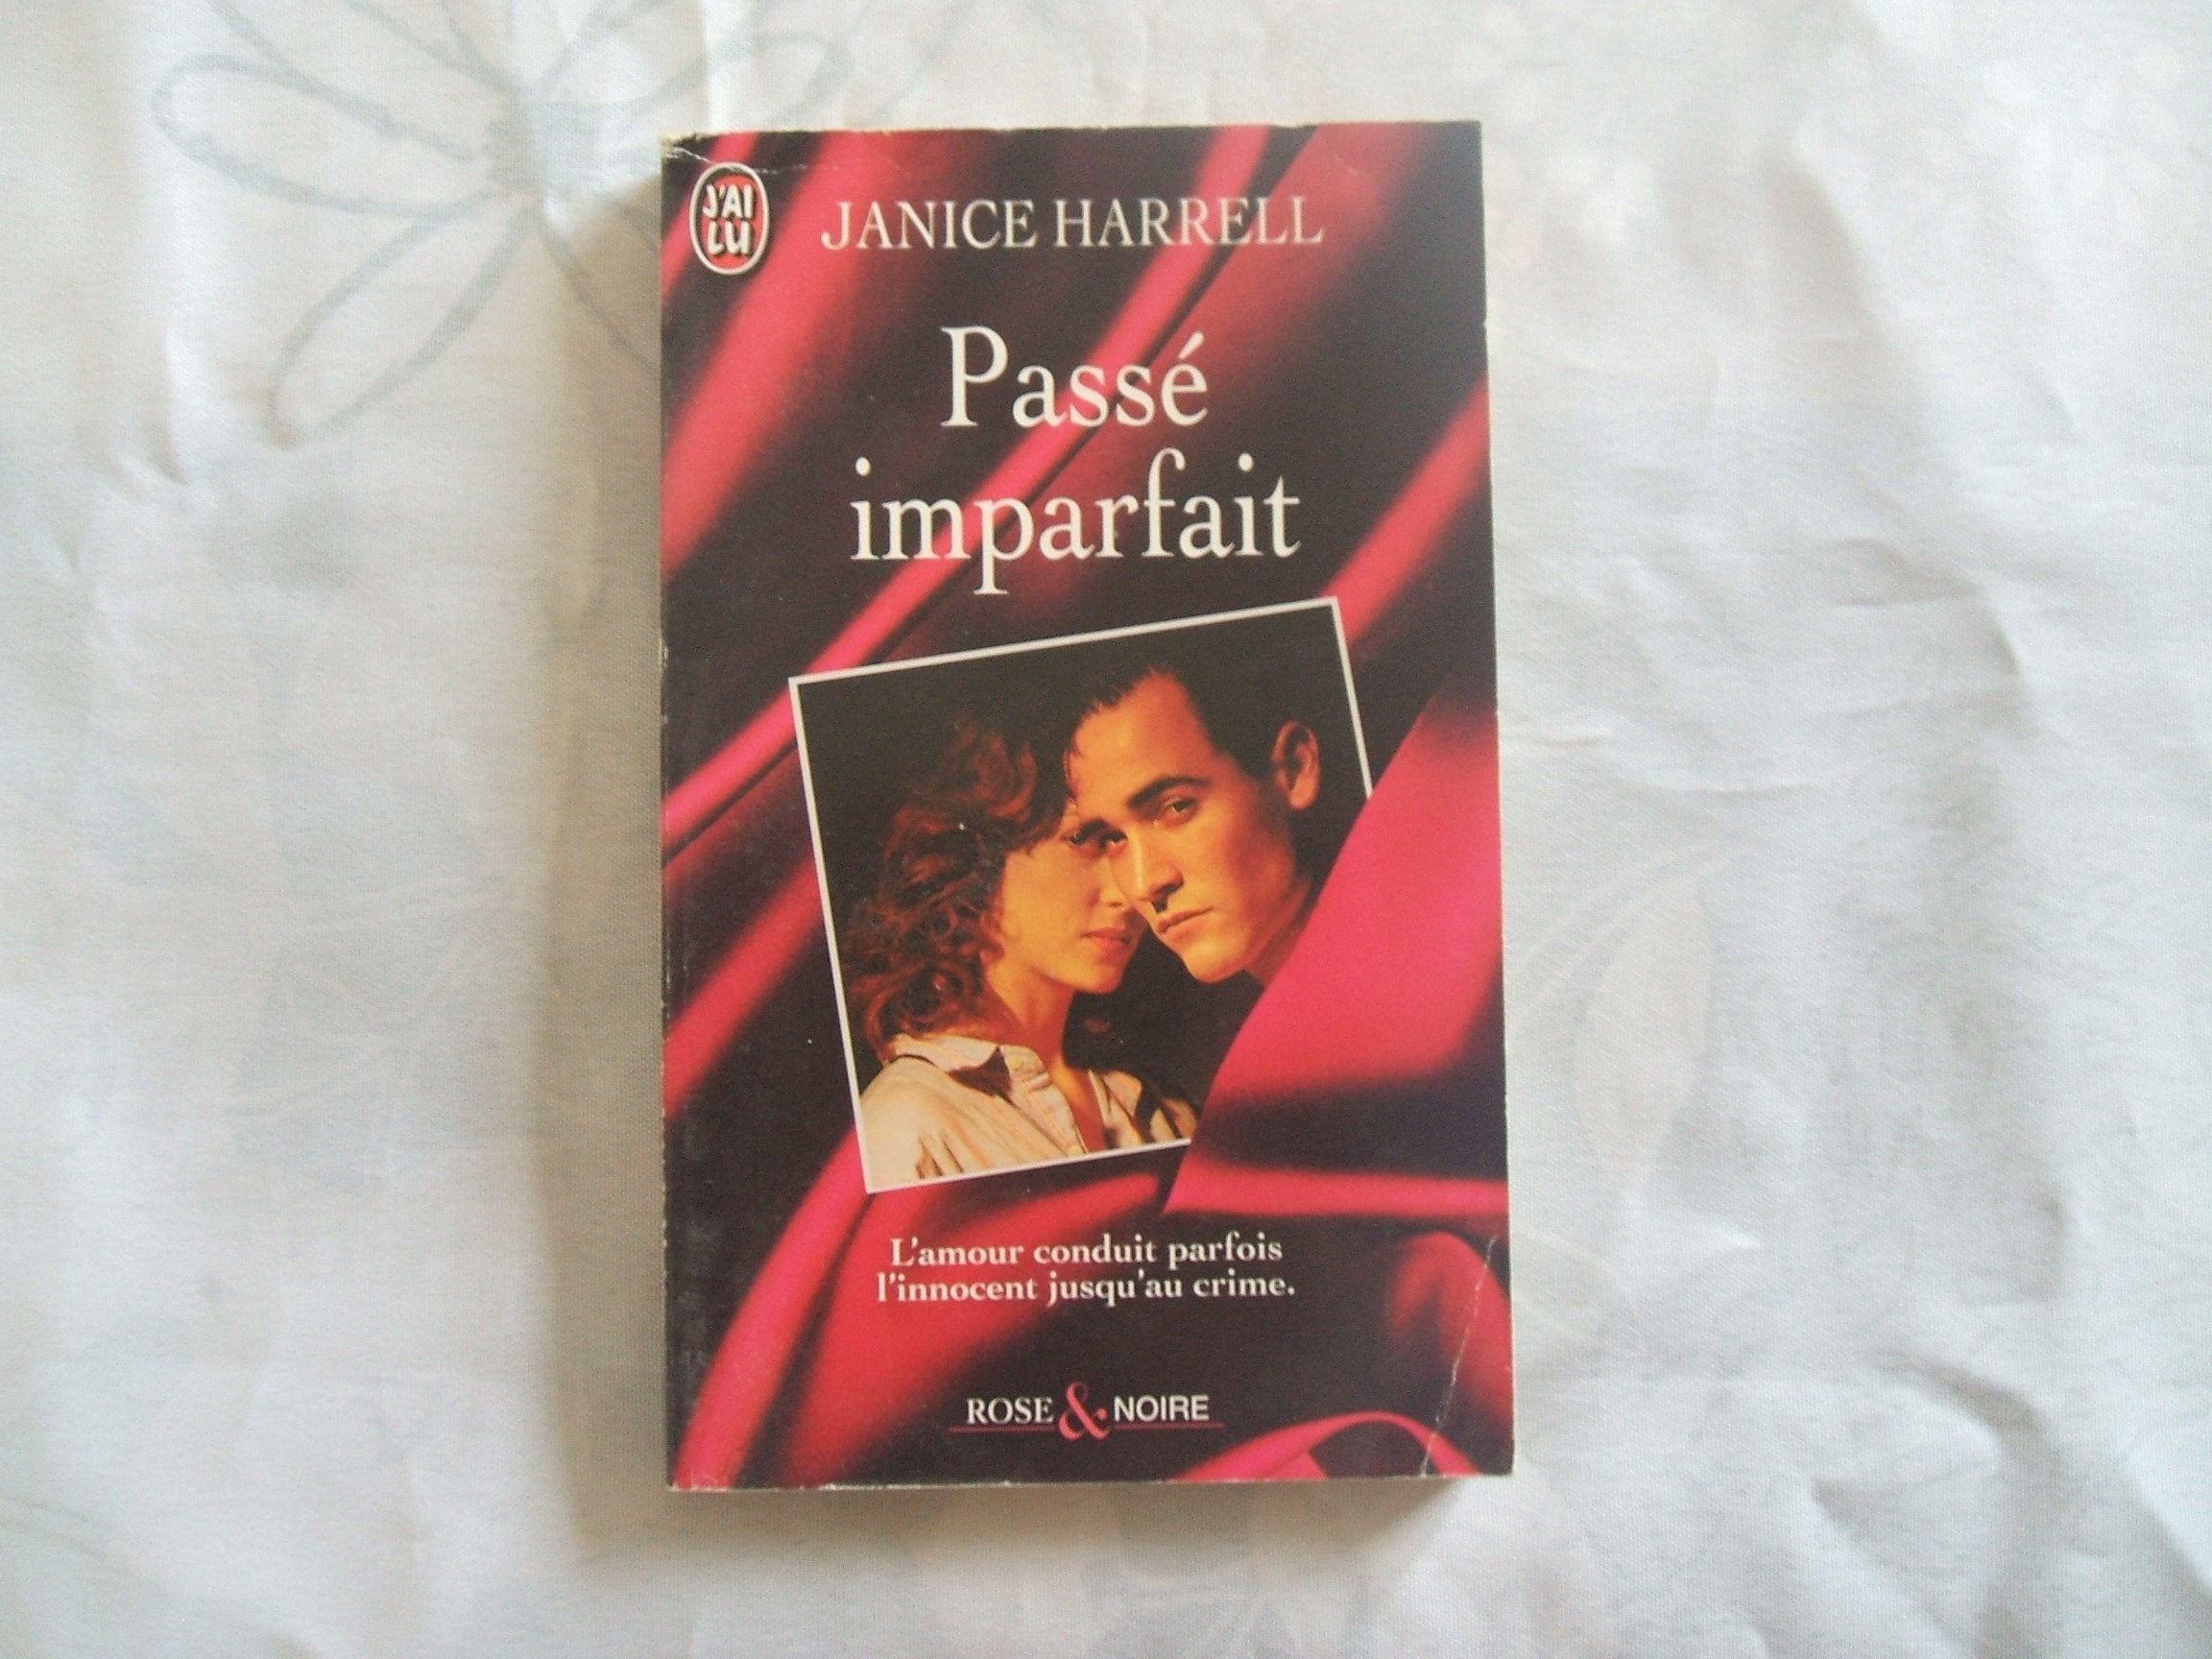 J'AI
LU
JANICE HARRELL
Passé
imparfait
L'amour conduit parfois
l'innocent jusqu'au crime.
ROSE & NOIRE